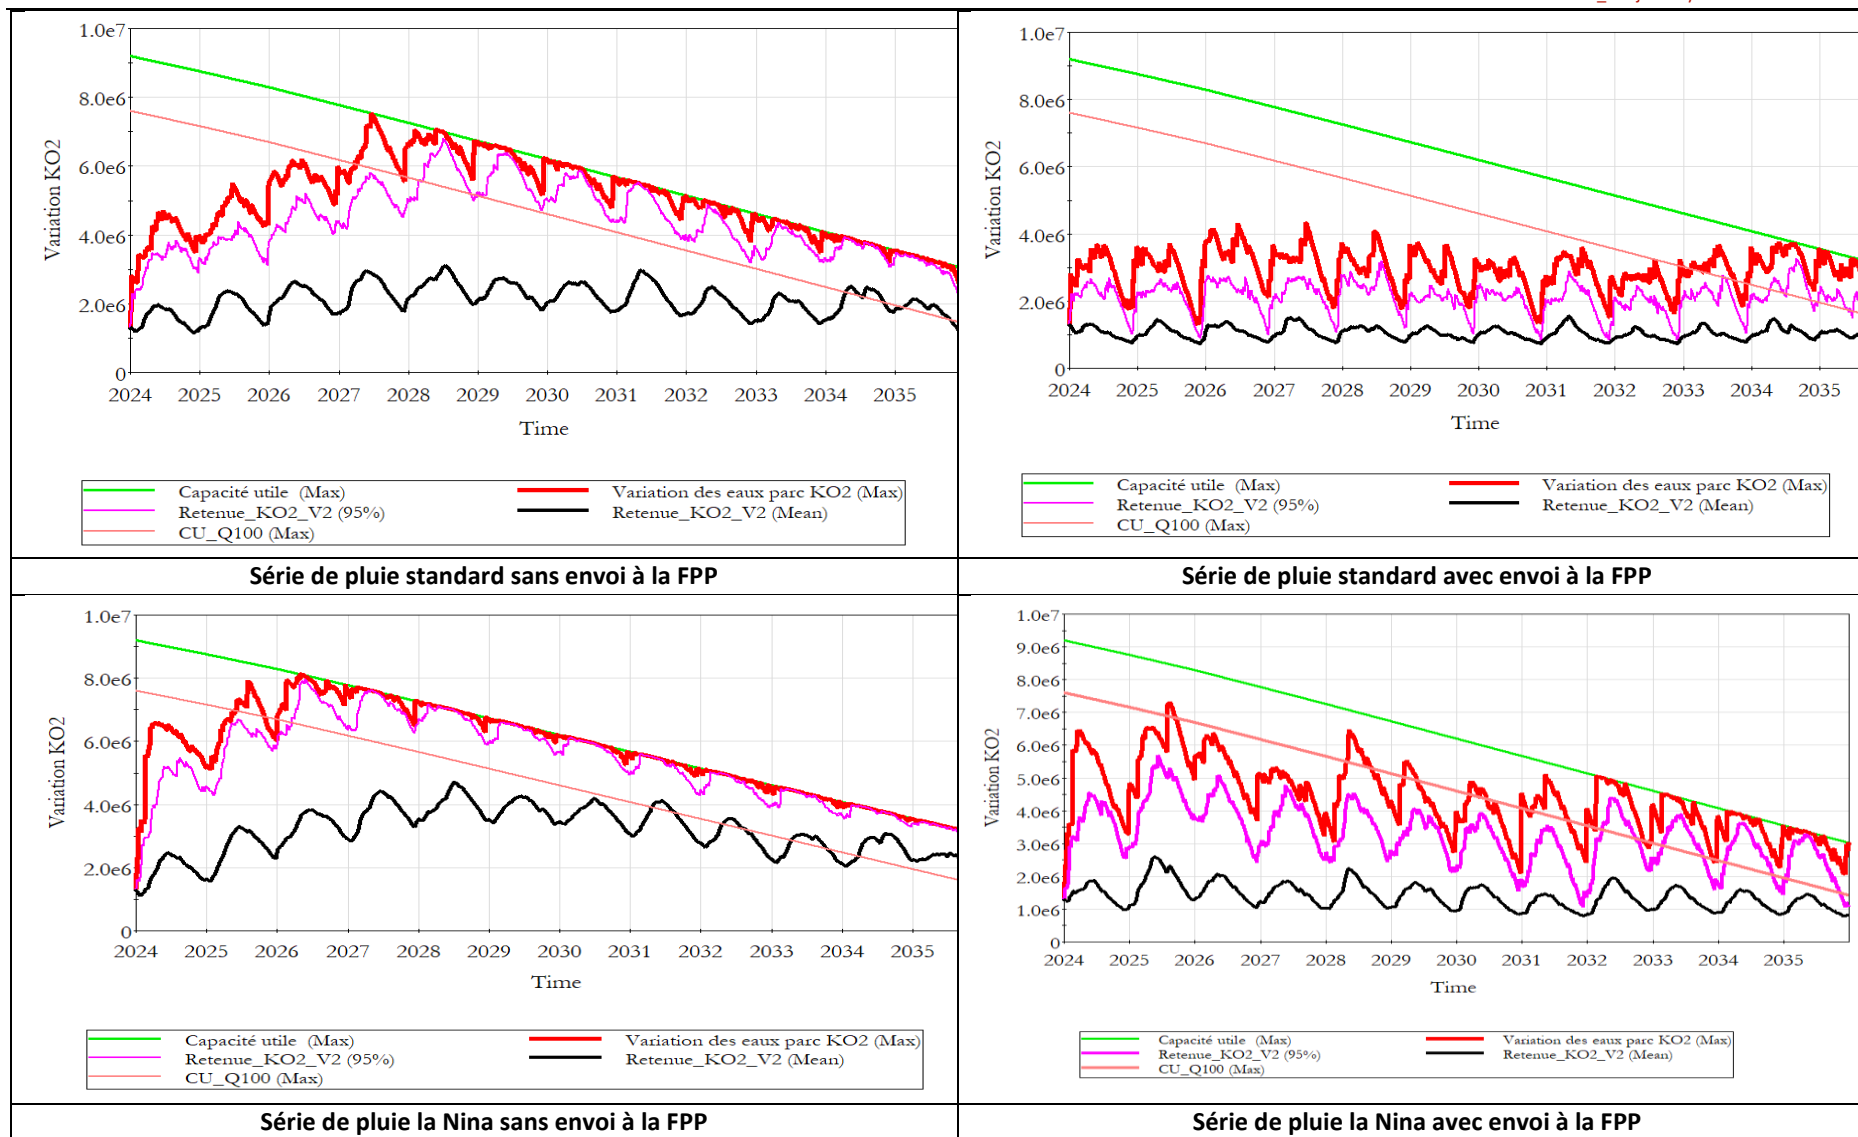 1.0e7
8.0e6
6.0e6
4.0e6
2.0e6
0
Variation KO2
2024 2025 2026 2027 2028 2029 2030 2031 2032 2033 2034 2035
Time
Capacité utile (Max) Variation des eaux parc KO2 (Max)
Retenue_KO2_V2 (95%) Retenue_KO2_V2 (Mean)
CU_Q100 (Max)
Série de pluie standard sans envoi à la FPP
1.0e7
8.0e6
6.0e6
4.0e6
2.0e6
0
Variation KO2
2024 2025 2026 2027 2028 2029 2030 2031 2032 2033 2034 2035
Time
Capacité utile (Max) Variation des eaux parc KO2 (Max)
Retenue_KO2_V2 (95%) Retenue_KO2_V2 (Mean)
CU_Q100 (Max)
Série de pluie standard avec envoi à la FPP
1.0e7
8.0e6
6.0e6
4.0e6
2.0e6
0
Variation KO2
2024 2025 2026 2027 2028 2029 2030 2031 2032 2033 2034 2035
Time
Capacité utile (Max) Variation des eaux parc KO2 (Max)
Retenue_KO2_V2 (95%) Retenue_KO2_V2 (Mean)
CU_Q100 (Max)
Série de pluie la Nina sans envoi à la FPP
1.0e7
9.0e6
8.0e6
7.0e6
6.0e6
5.0e6
4.0e6
3.0e6
2.0e6
1.0e6
0
Variation KO2
2024 2025 2026 2027 2028 2029 2030 2031 2032 2033 2034 2035
Time
Capacité utile (Max) Variation des eaux parc KO2 (Max)
Retenue_KO2_V2 (95%) Retenue_KO2_V2 (Mean)
CU_Q100 (Max)
Série de pluie la Nina avec envoi à la FPP